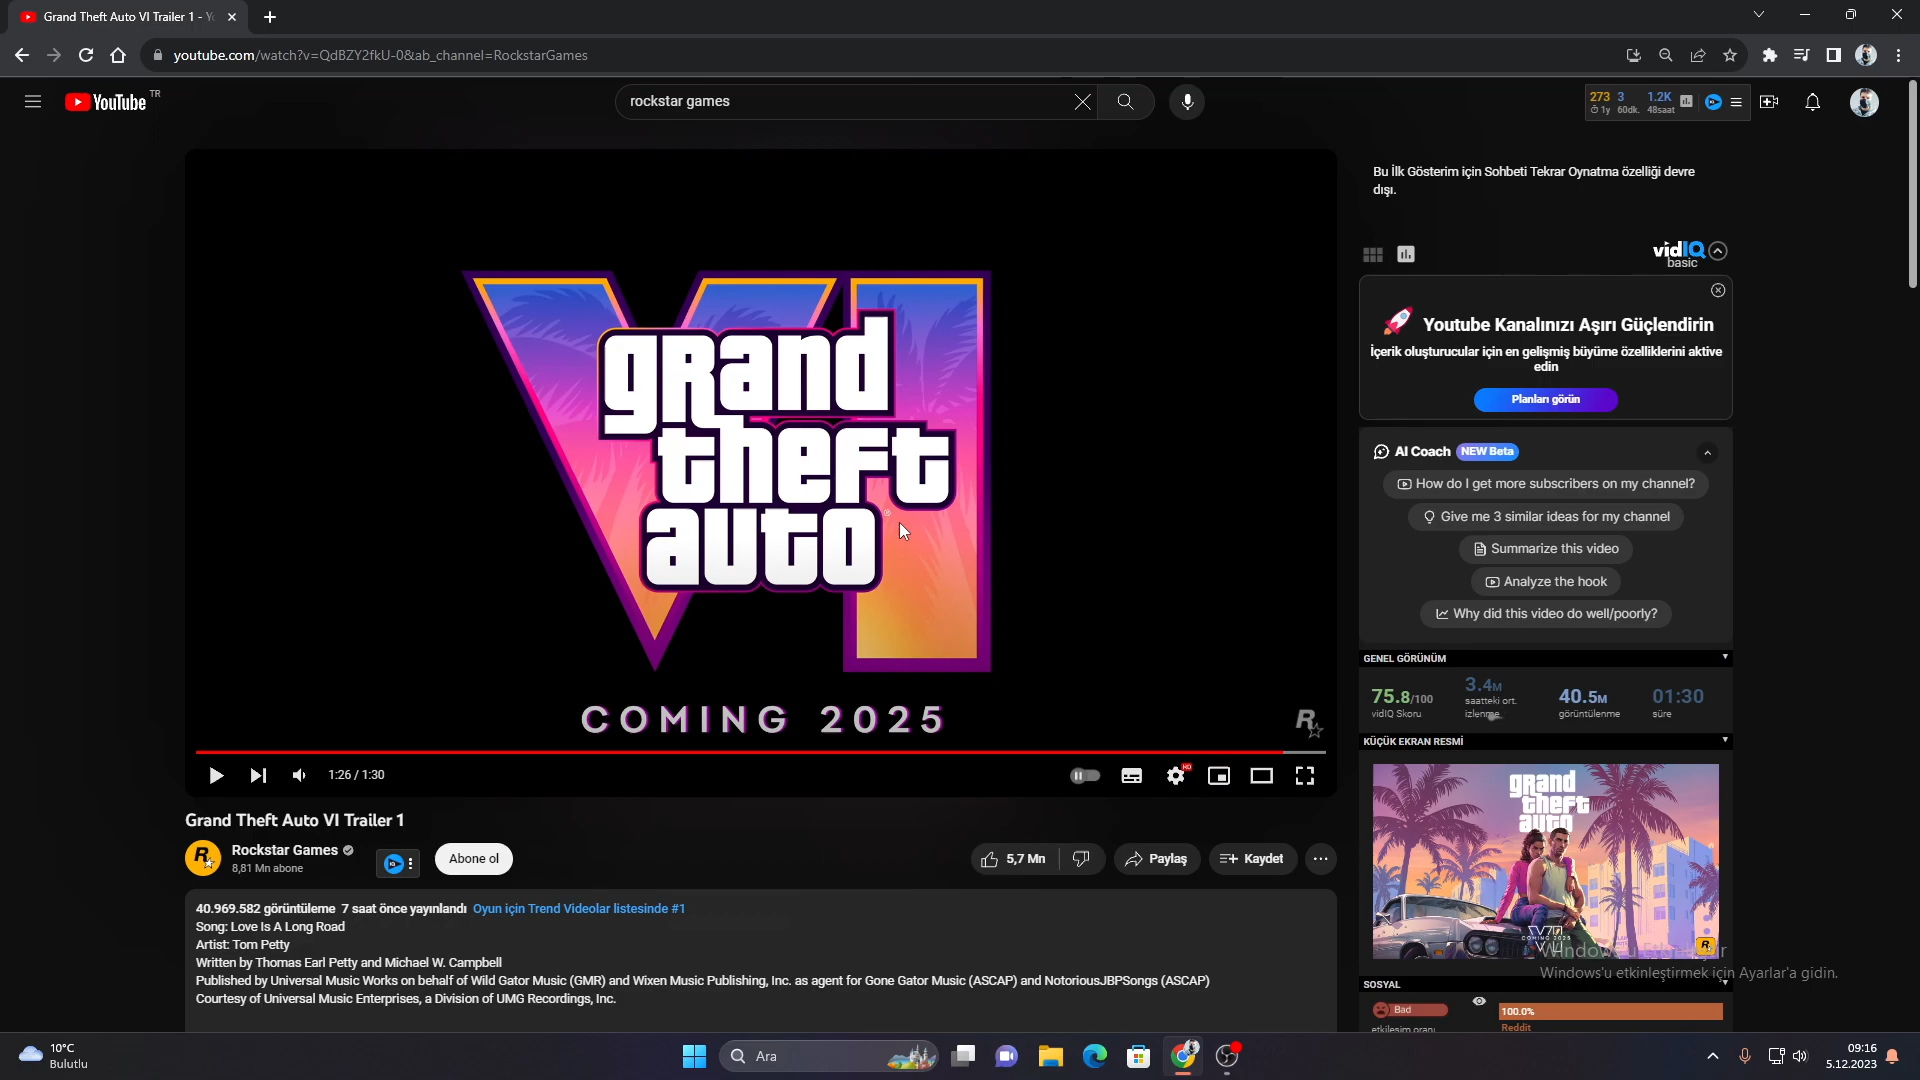 Grand Theft Auto VI Trailer 1 - Y
youtube.com/watch?v=QdBZY2fkU-0&ab_channel=RockstarGames
YouTube TR
rockstar games
273 3 1.2K
1y 60dk. 48saat
Bu İlk Gösterim için Sohbeti Tekrar Oynatma özelliği devre
dışı.
vidIQ
basic
Youtube Kanalınızı Aşırı Güçlendirin
İçerik oluşturucular için en gelişmiş büyüme özelliklerini aktive
edin
Planları görün
AI Coach NEW Beta
How do I get more subscribers on my channel?
Give me 3 similar ideas for my channel
Summarize this video
Analyze the hook
Why did this video do well/poorly?
GENEL GÖRÜNÜM
75.8/100 3.4M 40.5M 01:30
vidIQ Skoru saatteki ort. izlenme görüntülenme süre
KÜÇÜK EKRAN RESMİ
grand
theft
auto
VI
COMING 2025
R
Windows'u Etkinleştir
Windows'u etkinleştirmek için Ayarlar'a gidin.
SOSYAL
Bad 100.0%
etkileşim oranı Reddit
VI
grand
theft
auto
®
COMING 2025
R
1:26 / 1:30
HD
Grand Theft Auto VI Trailer 1
R
Rockstar Games
8,81 Mn abone
Abone ol
5,7 Mn
Paylaş
Kaydet
40.969.582 görüntüleme 7 saat önce yayınlandı Oyun için Trend Videolar listesinde #1
Song: Love Is A Long Road
Artist: Tom Petty
Written by Thomas Earl Petty and Michael W. Campbell
Published by Universal Music Works on behalf of Wild Gator Music (GMR) and Wixen Music Publishing, Inc. as agent for Gone Gator Music (ASCAP) and NotoriousJBPSongs (ASCAP)
Courtesy of Universal Music Enterprises, a Division of UMG Recordings, Inc.
10°C
Bulutlu
Ara
09:16
5.12.2023